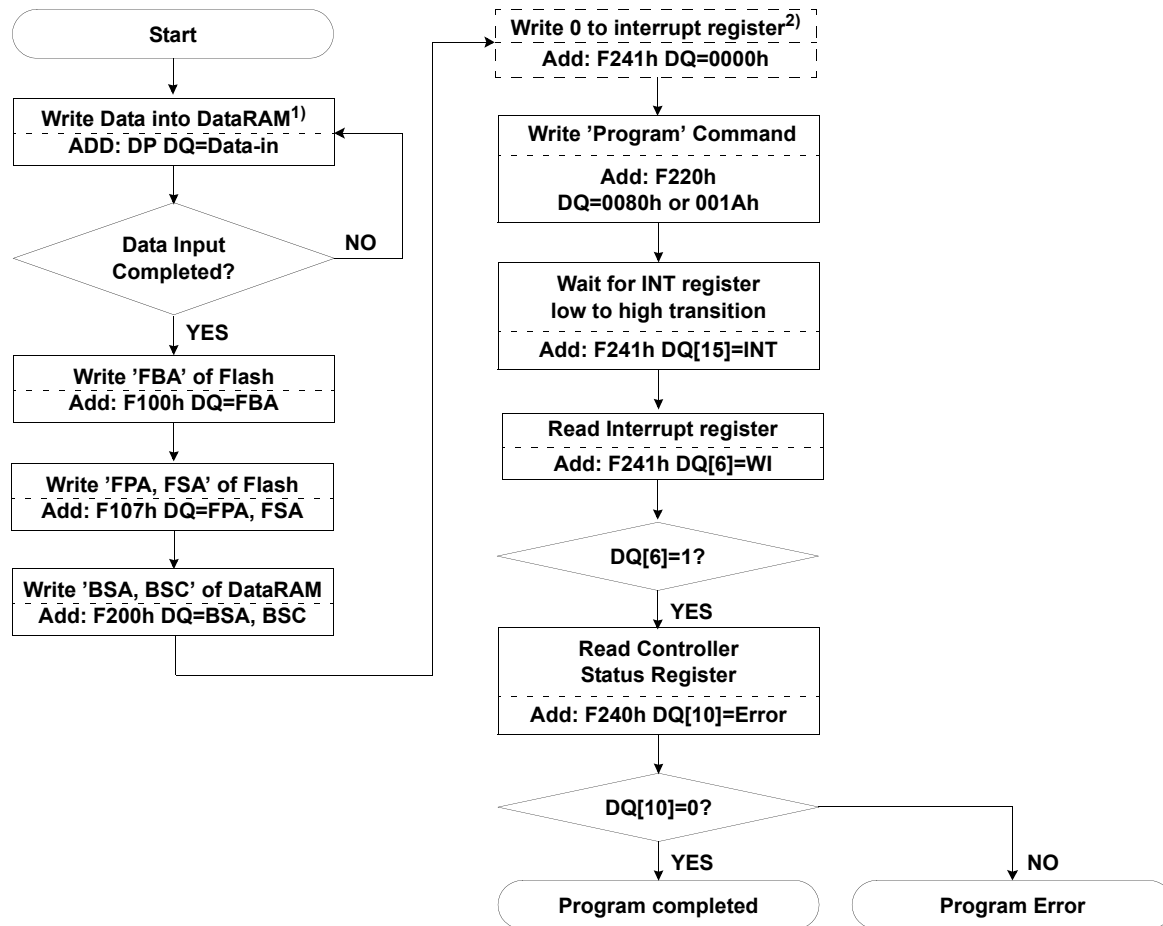 Start
Write Data into DataRAM1)
ADD: DP DQ=Data-in
Data Input
Completed?
NO
YES
Write ’FBA’ of Flash
Add: F100h DQ=FBA
Write ’FPA, FSA’ of Flash
Add: F107h DQ=FPA, FSA
Write ’BSA, BSC’ of DataRAM
Add: F200h DQ=BSA, BSC
Write 0 to interrupt register2)
Add: F241h DQ=0000h
Write ’Program’ Command
Add: F220h
DQ=0080h or 001Ah
Wait for INT register
low to high transition
Add: F241h DQ[15]=INT
Read Interrupt register
Add: F241h DQ[6]=WI
DQ[6]=1?
YES
Read Controller
Status Register
Add: F240h DQ[10]=Error
DQ[10]=0?
YES
NO
Program completed
Program Error